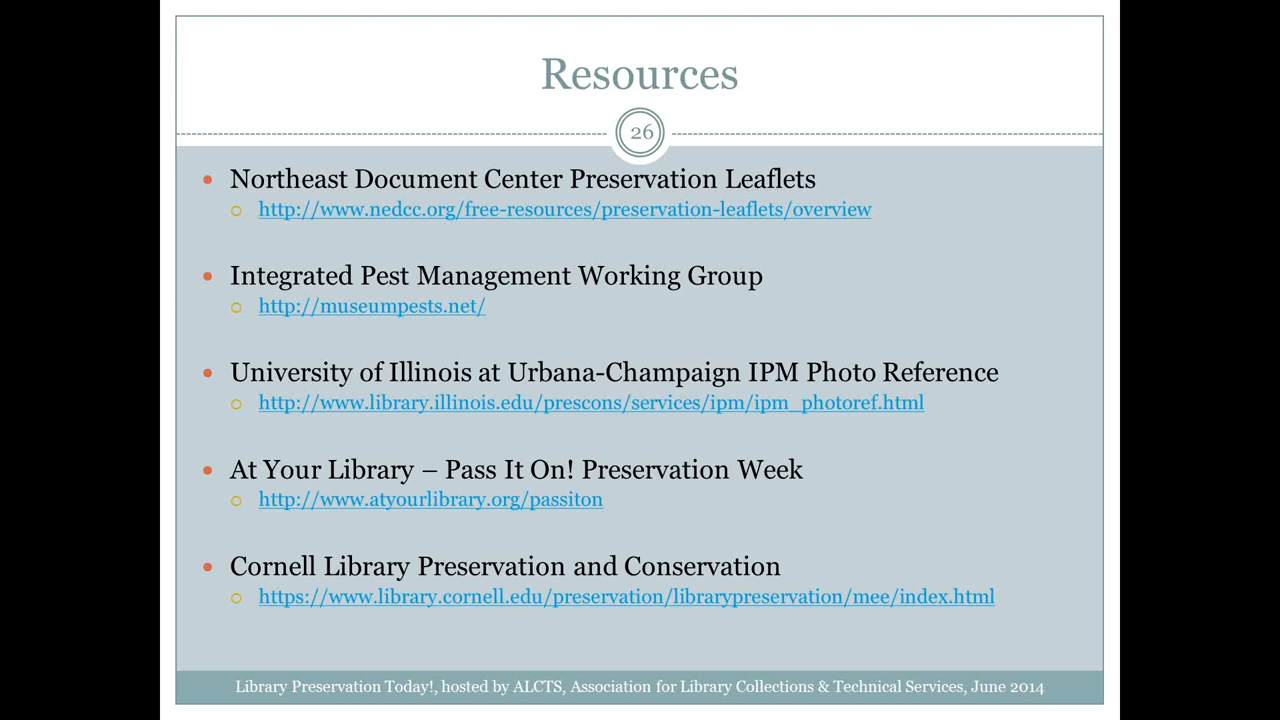 Resources
26
Northeast Document Center Preservation Leaflets
http://www.nedcc.org/free-resources/preservation-leaflets/overview
Integrated Pest Management Working Group
http://museumpests.net/
University of Illinois at Urbana-Champaign IPM Photo Reference
http://www.library.illinois.edu/prescons/services/ipm/ipm_photoref.html
At Your Library – Pass It On! Preservation Week
http://www.atyourlibrary.org/passiton
Cornell Library Preservation and Conservation
https://www.library.cornell.edu/preservation/librarypreservation/mee/index.html
Library Preservation Today!, hosted by ALCTS, Association for Library Collections & Technical Services, June 2014